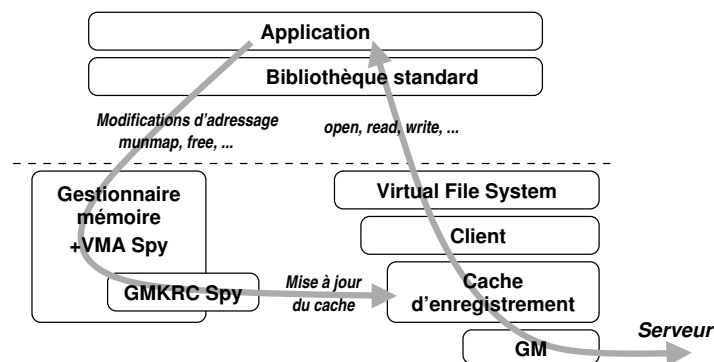 Application
Bibliothèque standard
Modifications d'adressage
munmap, free, ...
open, read, write, ...
Gestionnaire
mémoire
+VMA Spy
GMKRC Spy
Mise à jour
du cache
Virtual File System
Client
Cache
d'enregistrement
GM
Serveur